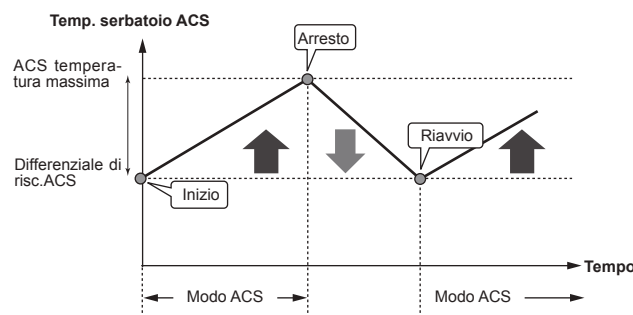 Temp. serbatoio ACS
Arresto
ACS tempera-
tura massima
Riavvio
Differenziale di
risc.ACS
Inizio
Tempo
Modo ACS
Modo ACS